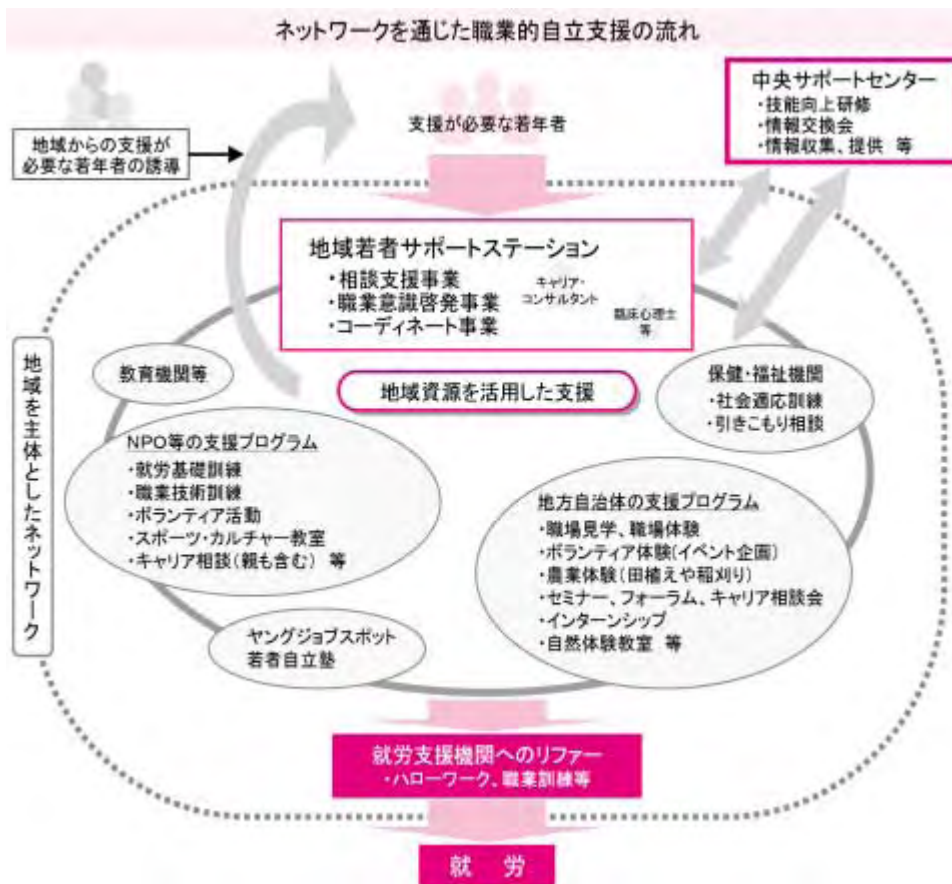 ネットワークを通じた職業的自立支援の流れ
中央サポートセンター
・技能向上研修
・情報交換会
・情報収集、提供 等
支援が必要な若年者
地域からの支援が
必要な若年者の誘導
地域若者サポートステーション
・相談支援事業
・職業意識啓発事業
・コーディネート事業
キャリア・
コンサルタント
臨床心理士
等
地域を主体としたネットワーク
教育機関等
地域資源を活用した支援
保健・福祉機関
・社会適応訓練
・引きこもり相談
NPO等の支援プログラム
・就労基礎訓練
・職業技術訓練
・ボランティア活動
・スポーツ・カルチャー教室
・キャリア相談(親も含む) 等
地方自治体の支援プログラム
・職場見学、職場体験
・ボランティア体験(イベント企画)
・農業体験(田植えや稲刈り)
・セミナー、フォーラム、キャリア相談会
・インターンシップ
・自然体験教室 等
ヤングジョブスポット
若者自立塾
就労支援機関へのリファー
・ハローワーク、職業訓練等
就 労